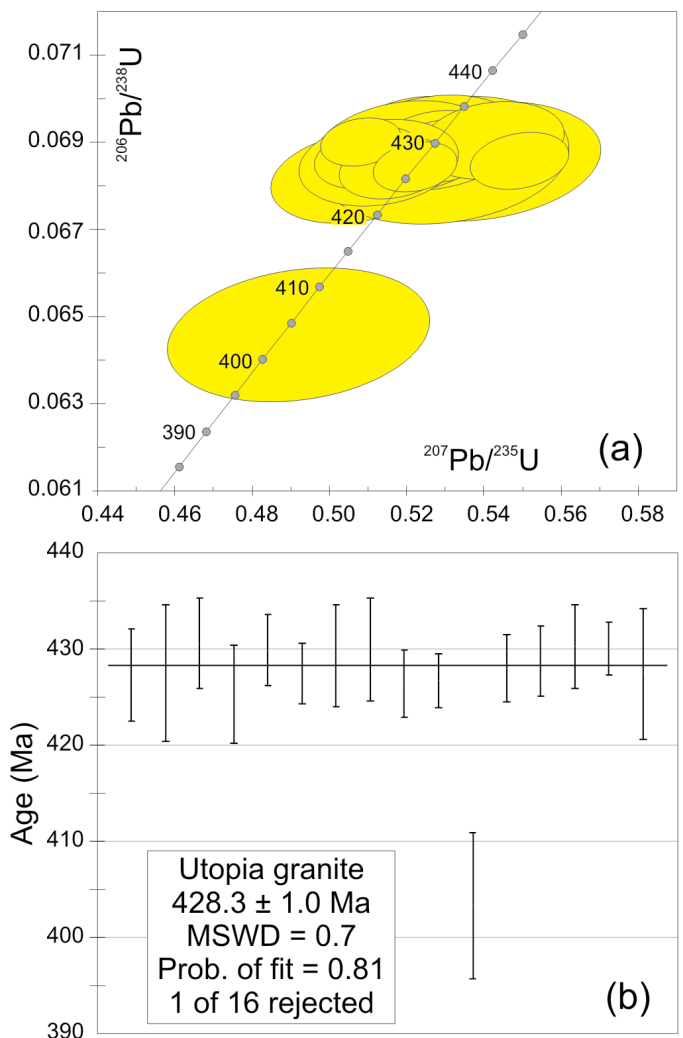 0.071
0.069
0.067
0.065
0.063
0.061
206Pb/238U
440
430
420
410
400
390
207Pb/235U
(a)
0.44 0.46 0.48 0.50 0.52 0.54 0.56 0.58
440
430
420
410
400
390
Age (Ma)
Utopia granite
428.3 ± 1.0 Ma
MSWD = 0.7
Prob. of fit = 0.81
1 of 16 rejected
(b)